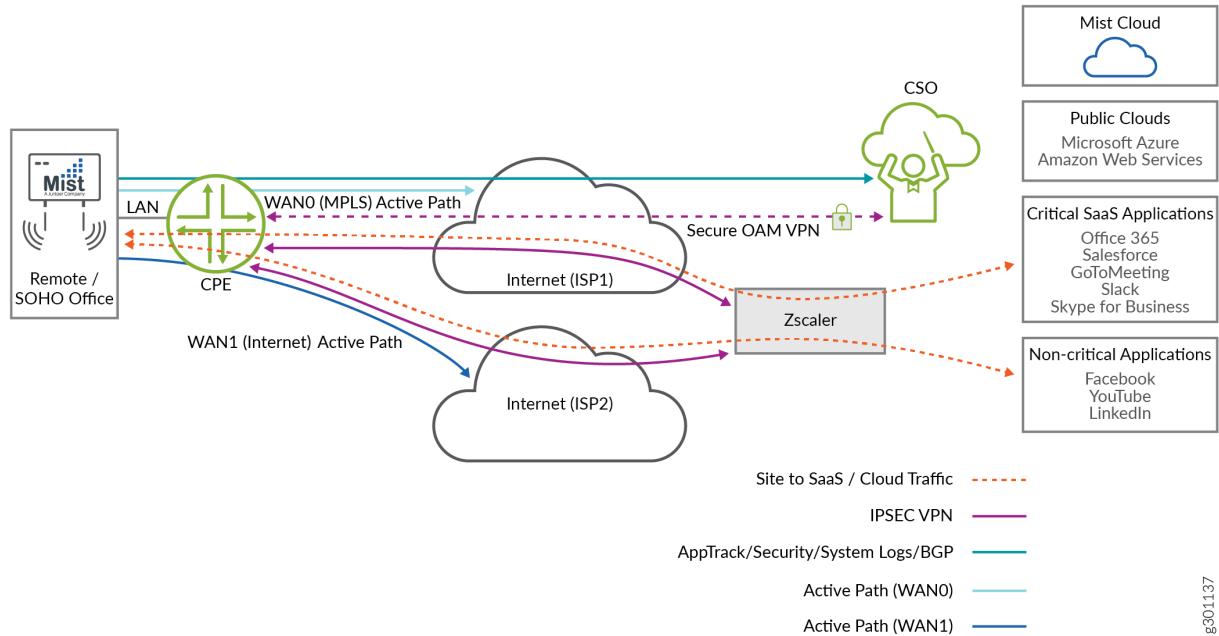 Mist Cloud
CSO
Public Clouds
Microsoft Azure
Amazon Web Services
Mist
A Juniper Company
LAN
WAN0 (MPLS) Active Path
Secure OAM VPN
Critical SaaS Applications
Office 365
Salesforce
GoToMeeting
Slack
Skype for Business
Remote /
SOHO Office
CPE
Internet (ISP1)
Zscaler
WAN1 (Internet) Active Path
Internet (ISP2)
Non-critical Applications
Facebook
YouTube
LinkedIn
Site to SaaS / Cloud Traffic
IPSEC VPN
AppTrack/Security/System Logs/BGP
Active Path (WAN0)
Active Path (WAN1)
g301137